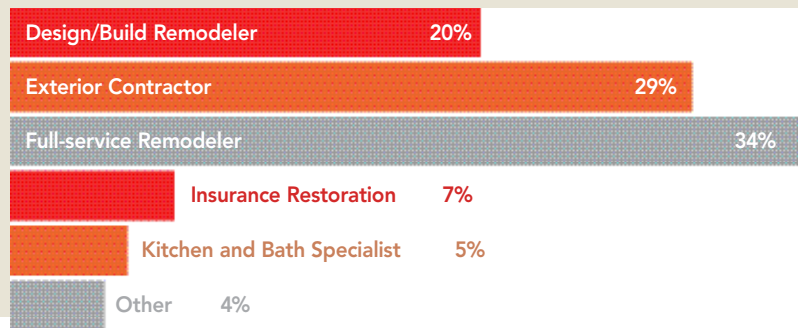 Design/Build Remodeler 20%
Exterior Contractor 29%
Full-service Remodeler 34%
Insurance Restoration 7%
Kitchen and Bath Specialist 5%
Other 4%